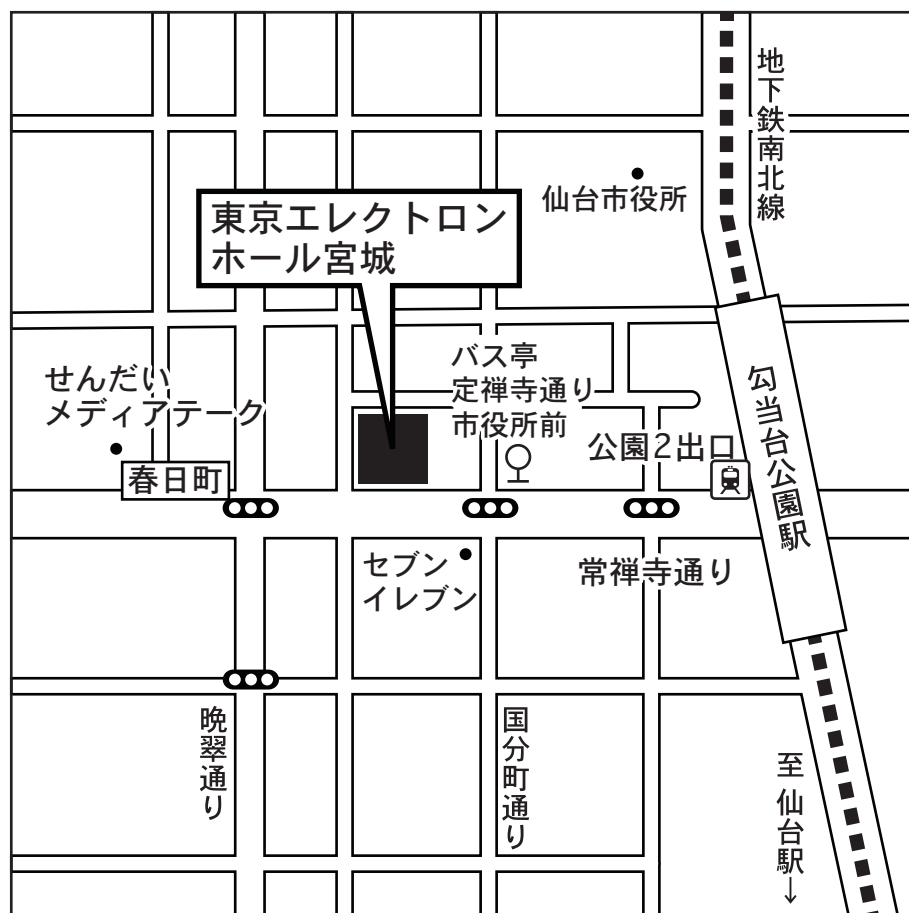 地下鉄南北線
仙台市役所
東京エレクトロン
ホール宮城
せんだい
メディアテーク
春日町
バス亭
定禅寺通り
市役所前
公園2出口
勾当台公園駅
セブン
イレブン
常禅寺通り
晩翠通り
国分町通り
至 仙台駅→